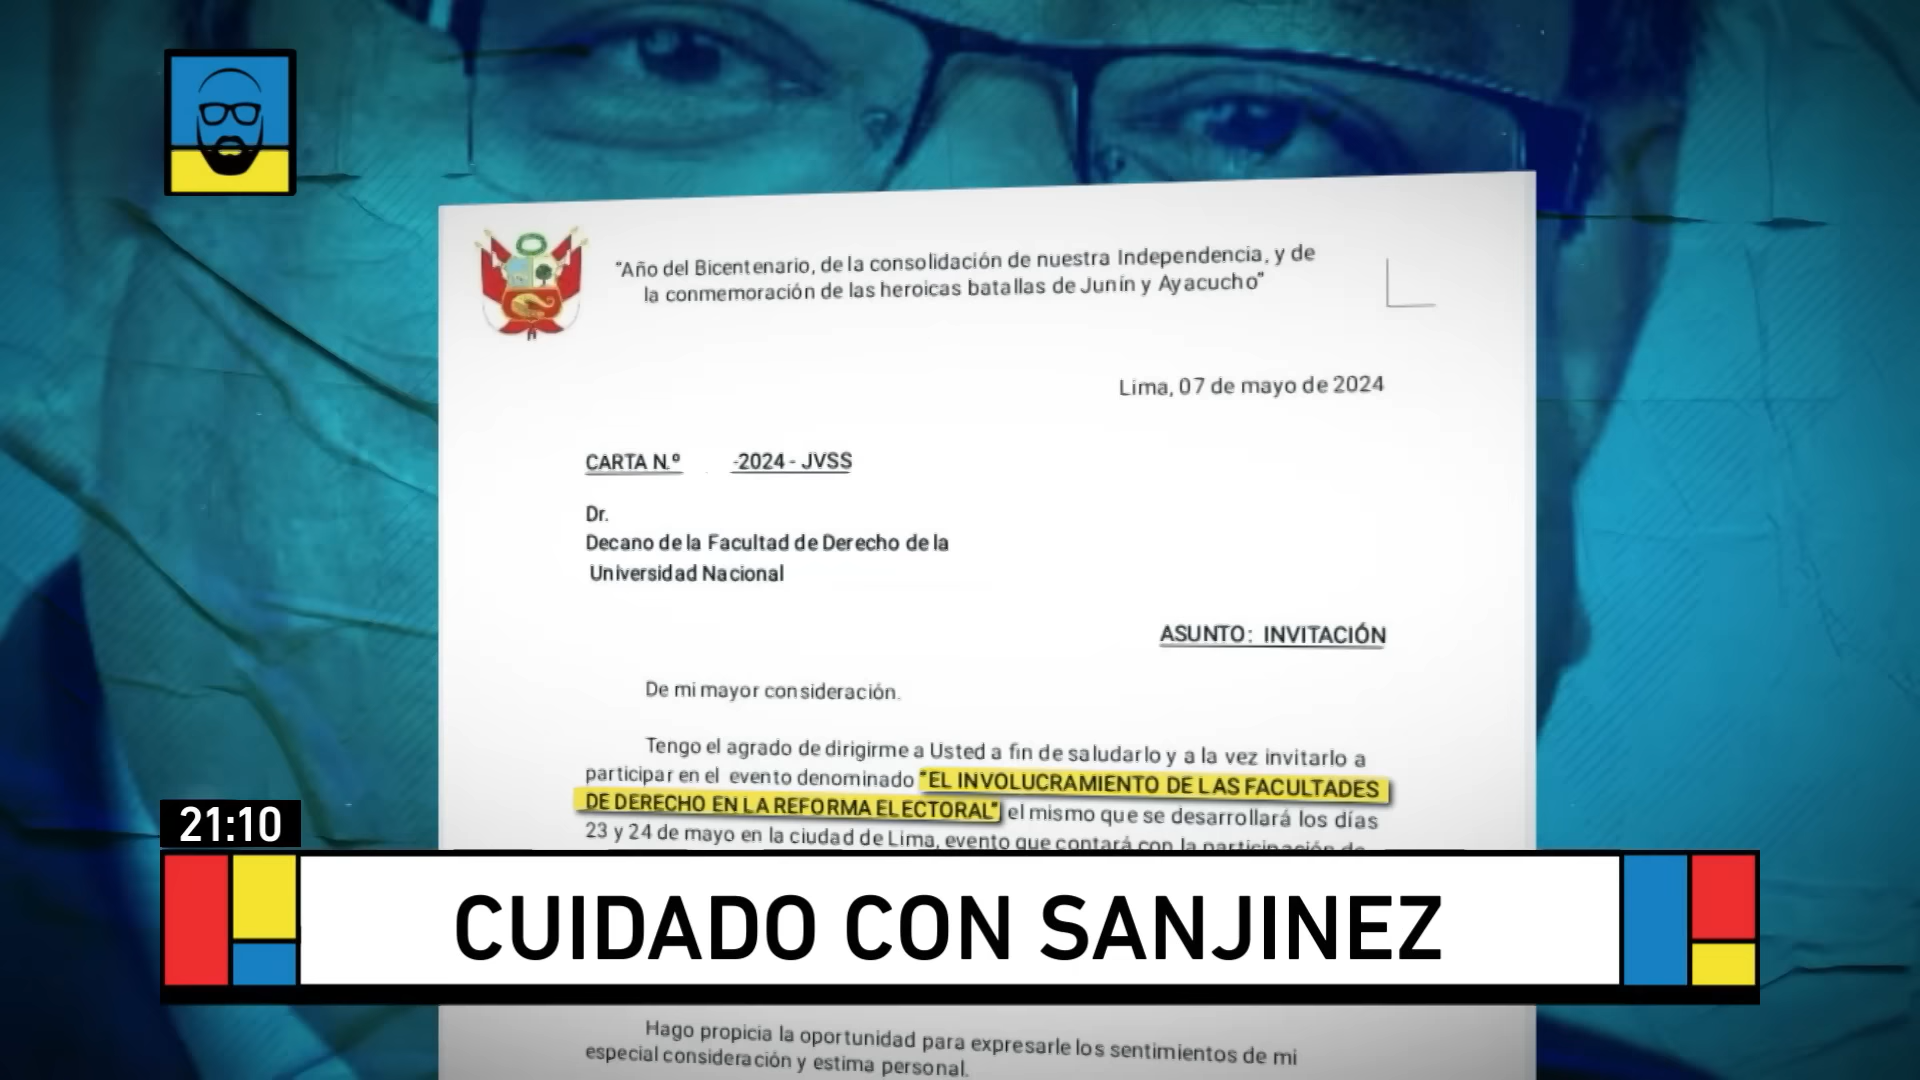 "Año del Bicentenario, de la consolidación de nuestra Independencia, y de
la conmemoración de las heroicas batallas de Junín y Ayacucho"
Lima, 07 de mayo de 2024
CARTA N.º -2024 - JVSS
Dr.
Decano de la Facultad de Derecho de la
Universidad Nacional
ASUNTO: INVITACIÓN
De mi mayor consideración.
Tengo el agrado de dirigirme a Usted a fin de saludarlo y a la vez invitarlo a
participar en el evento denominado "EL INVOLUCRAMIENTO DE LAS FACULTADES
DE DERECHO EN LA REFORMA ELECTORAL", el mismo que se desarrollará los días
23 y 24 de mayo en la ciudad de Lima, evento que contará con la participación de
21:10
CUIDADO CON SANJINEZ
Hago propicia la oportunidad para expresarle los sentimientos de mi
especial consideración y estima personal.